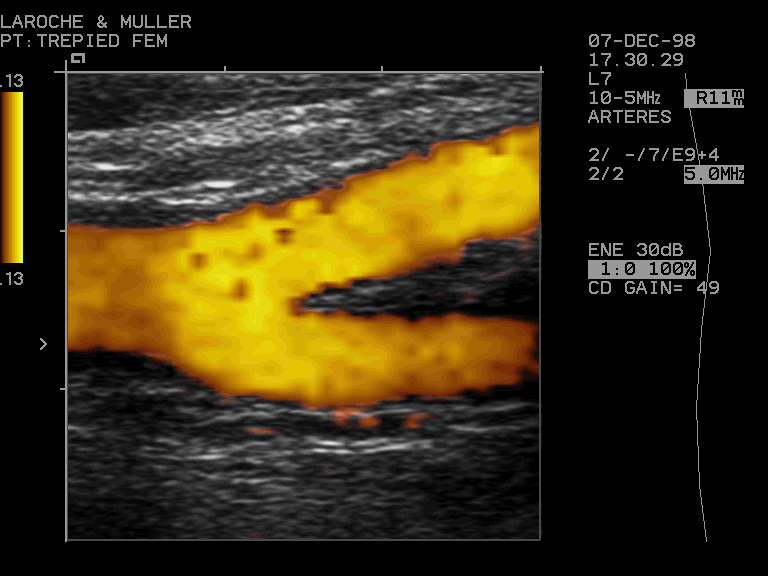 LAROCHE & MULLER
PT:TREPIED FEM
.13
.13
07-DEC-98
17.30.29
L7
10-5MHz R11mm
ARTERES
2/ -/7/E9+4
2/2 5.0MHz
ENE 30dB
1:0 100%
CD GAIN= 49